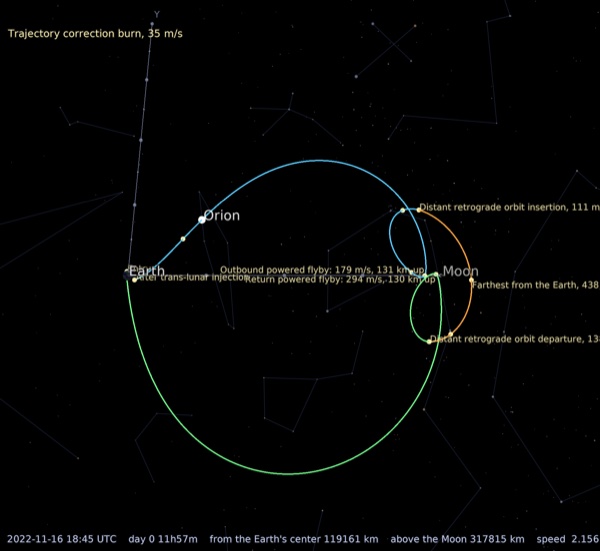 Y
Trajectory correction burn, 35 m/s
Distant retrograde orbit insertion, 111 m
Orion
Earth
Outbound powered flyby: 179 m/s, 131 km up
Moon
after trans-lunar injection
Return powered flyby: 294 m/s, 130 km up
Farthest from the Earth, 438
Distant retrograde orbit departure, 13
2022-11-16 18:45 UTC day 0 11h57m from the Earth's center 119161 km above the Moon 317815 km speed 2.156